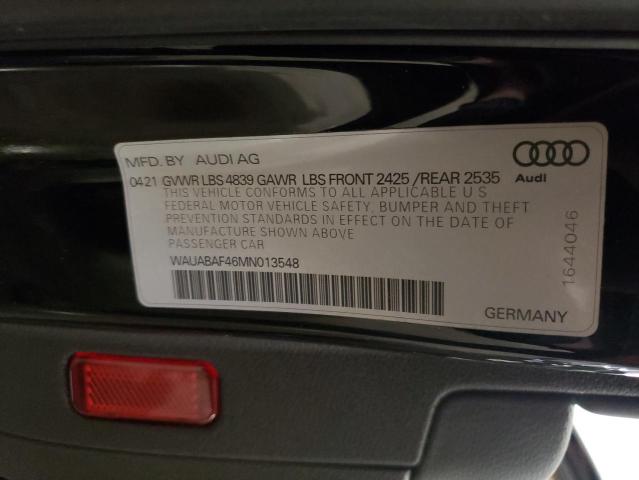 MFD. BY AUDI AG
Audi
0421 GVWR LBS 4839 GAWR LBS FRONT 2425 /REAR 2535
THIS VEHICLE CONFORMS TO ALL APPLICABLE U S
FEDERAL MOTOR VEHICLE SAFETY, BUMPER AND THEFT
PREVENTION STANDARDS IN EFFECT ON THE DATE OF
MANUFACTURE SHOWN ABOVE
PASSENGER CAR
WAUABAF46MN013548
1644046
GERMANY